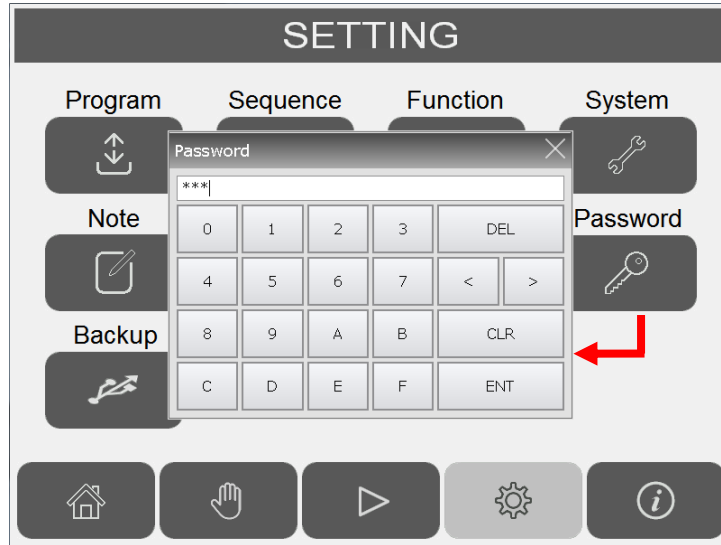 SETTING
Program Sequence Function System
Password
***
Note Password
0 1 2 3 DEL
4 5 6 7 < >
Backup
8 9 A B CLR
C D E F ENT
i